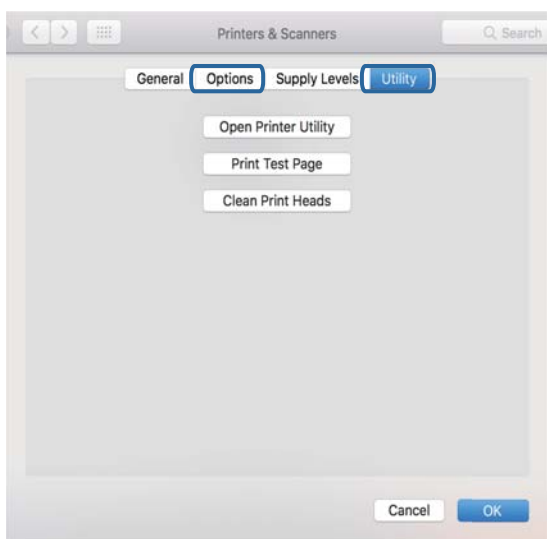 Printers & Scanners Search
General Options Supply Levels Utility
Open Printer Utility
Print Test Page
Clean Print Heads
Cancel OK